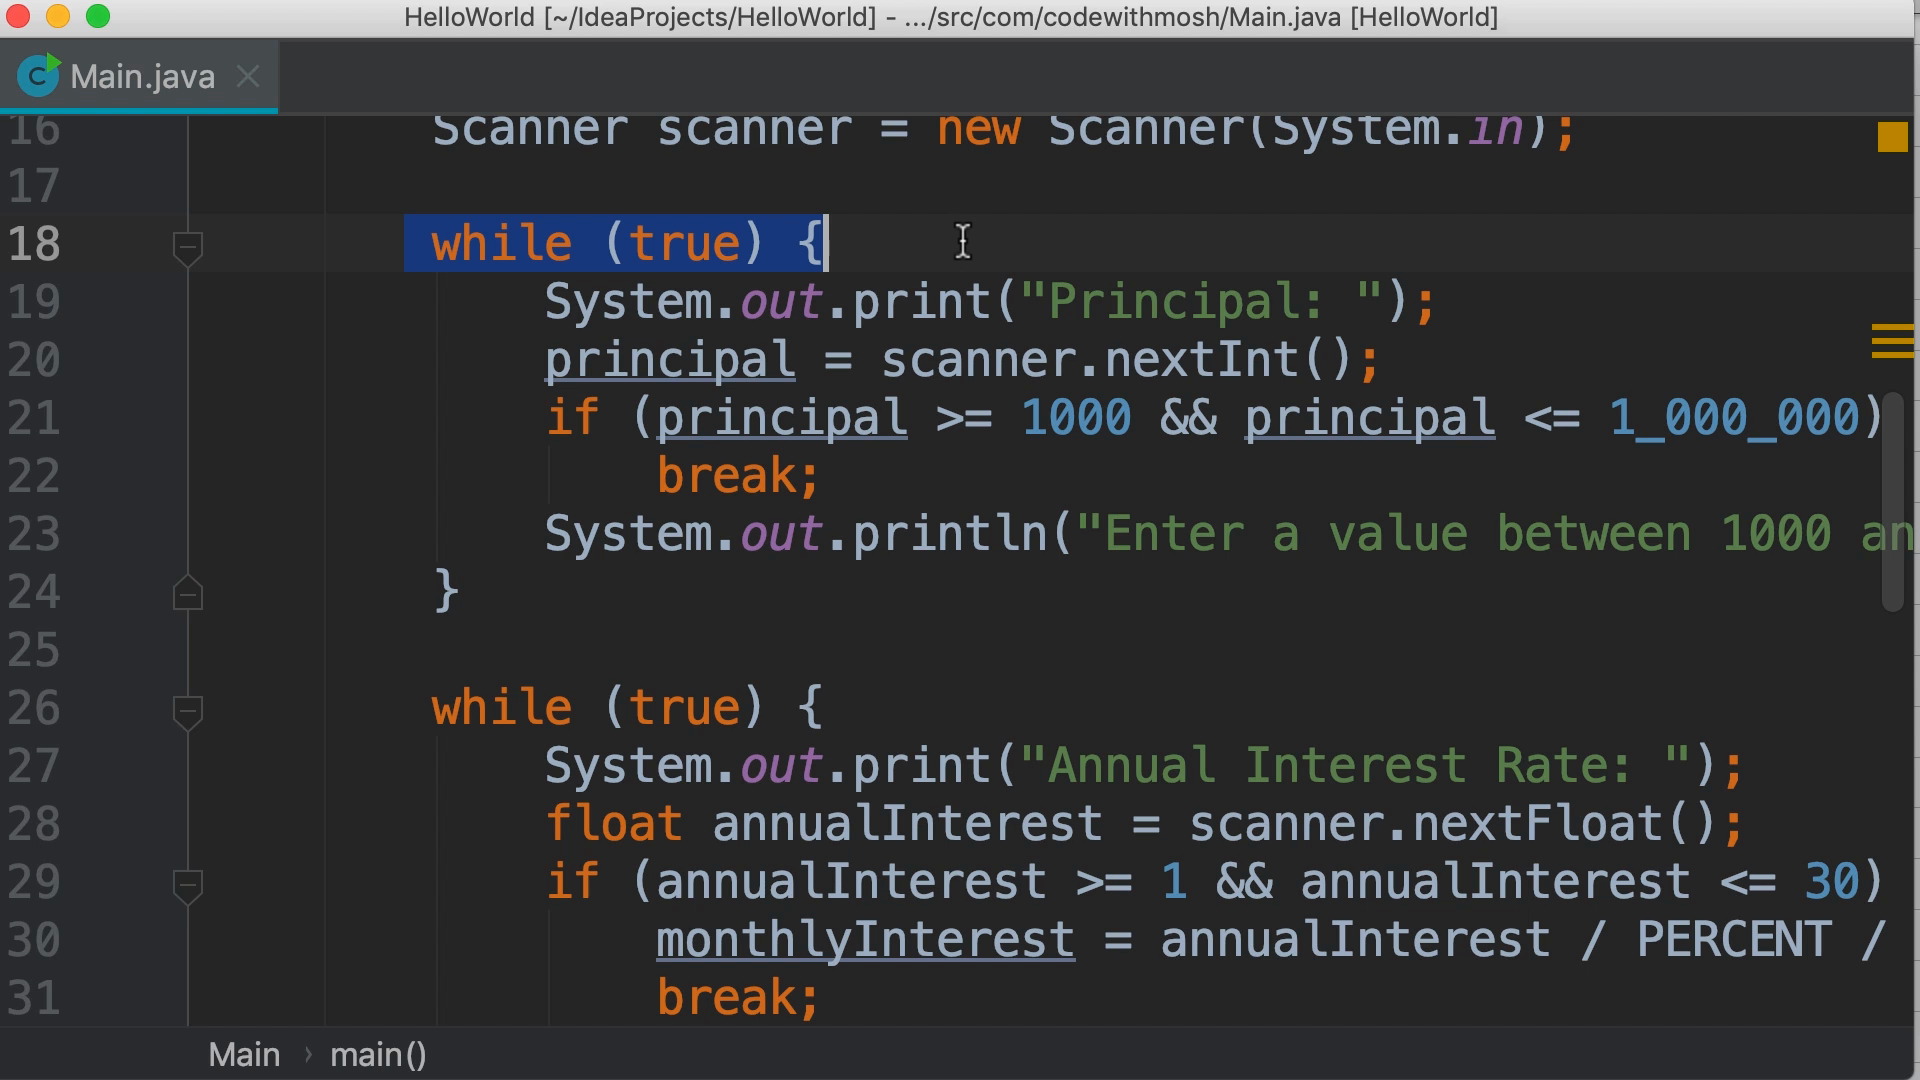 HelloWorld [~/IdeaProjects/HelloWorld] - .../src/com/codewithmosh/Main.java [HelloWorld]
Main.java
16 Scanner scanner = new Scanner(System.in);
17
18 while (true) {
19 System.out.print("Principal: ");
20 principal = scanner.nextInt();
21 if (principal >= 1000 && principal <= 1_000_000)
22 break;
23 System.out.println("Enter a value between 1000 an
24 }
25
26 while (true) {
27 System.out.print("Annual Interest Rate: ");
28 float annualInterest = scanner.nextFloat();
29 if (annualInterest >= 1 && annualInterest <= 30)
30 monthlyInterest = annualInterest / PERCENT /
31 break;
Main › main()